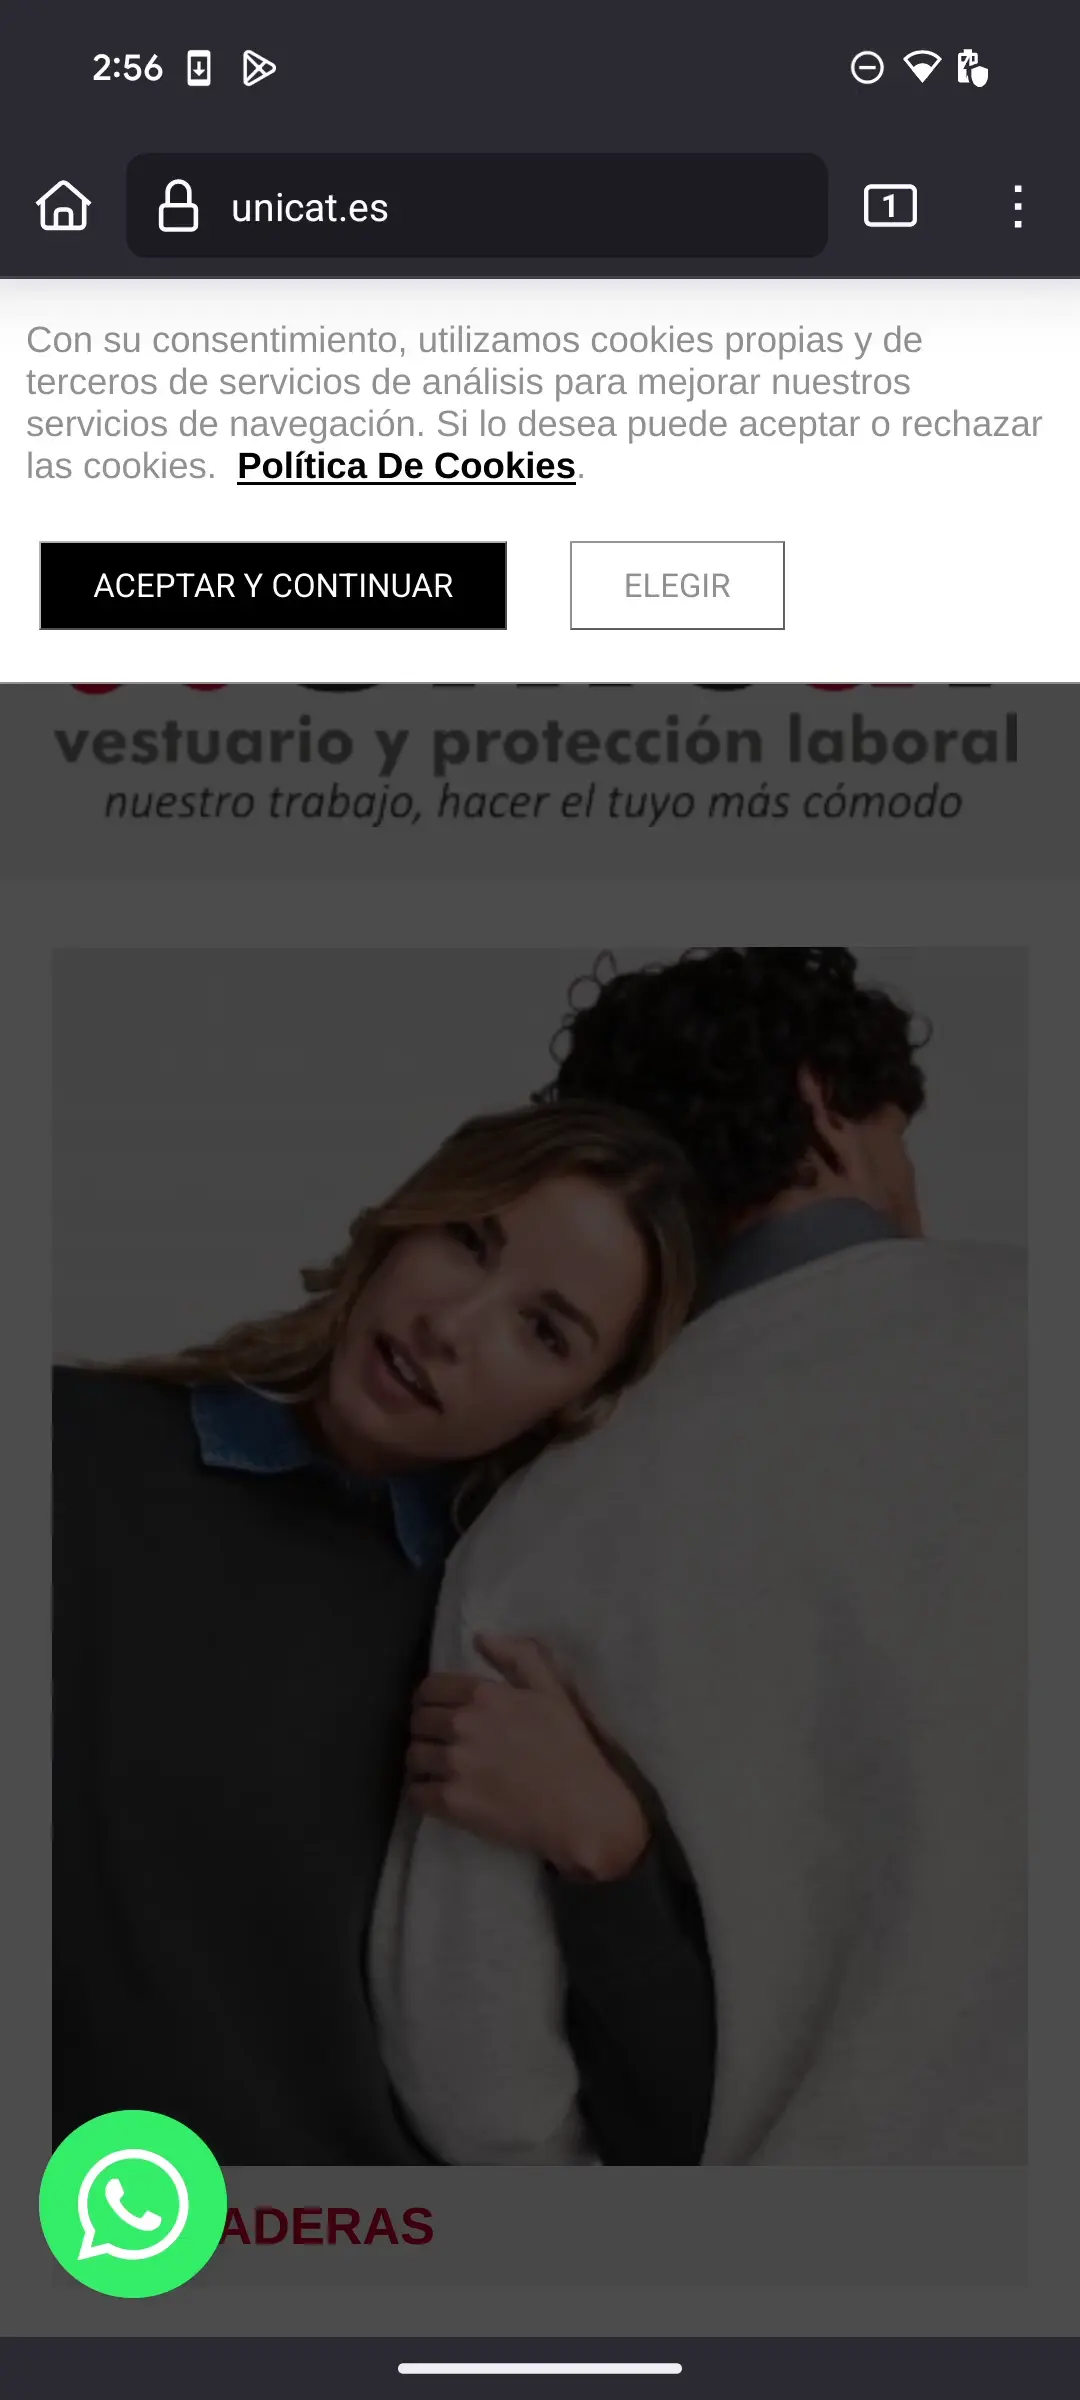 2:56
unicat.es
1
Con su consentimiento, utilizamos cookies propias y de
terceros de servicios de análisis para mejorar nuestros
servicios de navegación. Si lo desea puede aceptar o rechazar
las cookies. Política De Cookies.
ACEPTAR Y CONTINUAR
ELEGIR
vestuario y protección laboral
nuestro trabajo, hacer el tuyo más cómodo